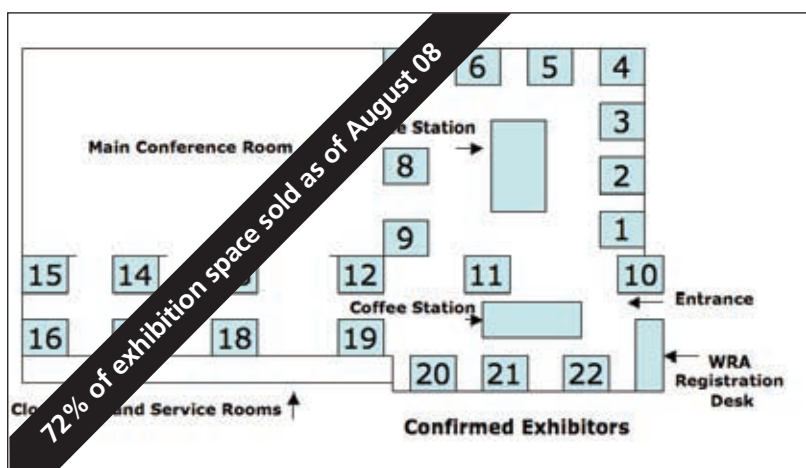 6 5 4
3
e Station
Main Conference Room
8
2
9
1
15 14 12 11 10
Entrance
Coffee Station
16 18 19
WRA
Registration
Desk
20 21 22
Clo and Service Rooms
Confirmed Exhibitors
72% of exhibition space sold as of August 08